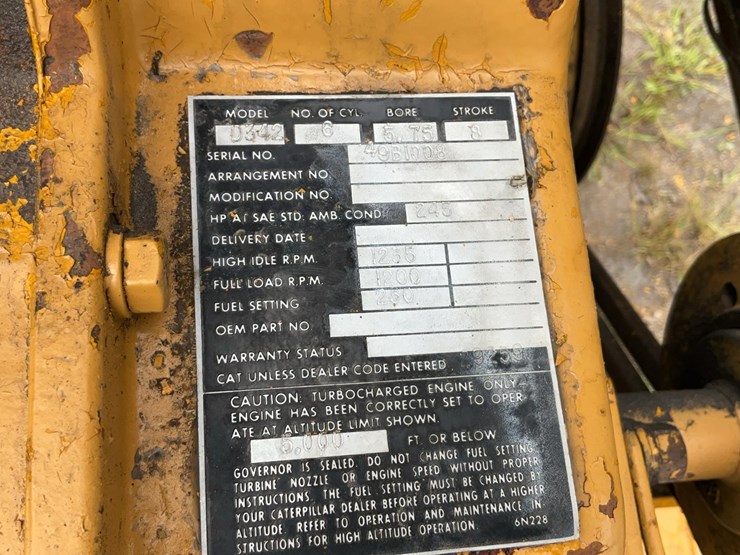 MODEL NO. OF CYL. BORE STROKE
D342 6 5.75 8
SERIAL NO.
ARRANGEMENT NO.
MODIFICATION NO.
HP AT SAE STD. AMB. COND. 245
DELIVERY DATE
HIGH IDLE R.P.M. 1235
FULL LOAD R.P.M. 1200
FUEL SETTING
OEM PART NO.
WARRANTY STATUS
CAT UNLESS DEALER CODE ENTERED
CAUTION: TURBOCHARGED ENGINE ONLY—
ENGINE HAS BEEN CORRECTLY SET TO OPER-
ATE AT ALTITUDE LIMIT SHOWN.
5,000 FT. OR BELOW
GOVERNOR IS SEALED. DO NOT CHANGE FUEL SETTING,
TURBINE NOZZLE OR ENGINE SPEED WITHOUT PROPER
INSTRUCTIONS. THE FUEL SETTING MUST BE CHANGED BY
YOUR CATERPILLAR DEALER BEFORE OPERATING AT A HIGHER
ALTITUDE. REFER TO OPERATION AND MAINTENANCE IN-
STRUCTIONS FOR HIGH ALTITUDE OPERATION. 6N228